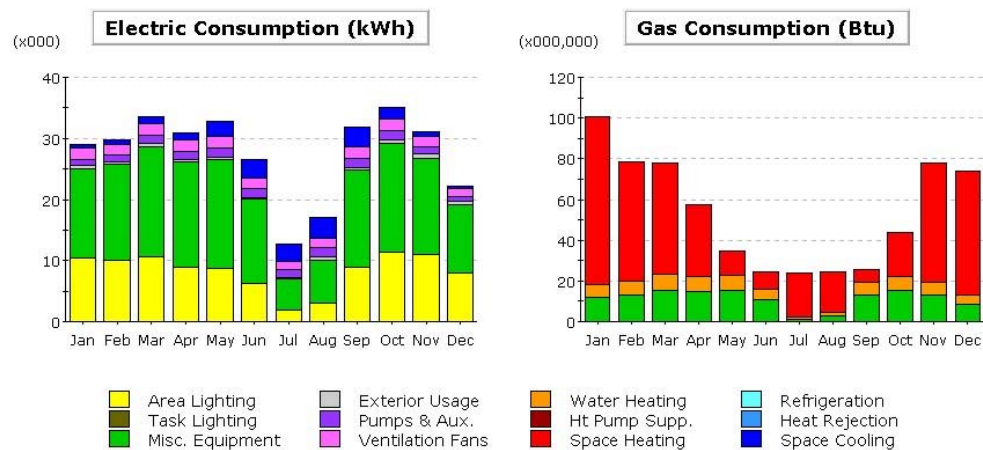 Electric Consumption (kWh)
(x000)
40
30
20
10
0
Jan Feb Mar Apr May Jun Jul Aug Sep Oct Nov Dec
Gas Consumption (Btu)
(x000,000)
120
100
80
60
40
20
0
Jan Feb Mar Apr May Jun Jul Aug Sep Oct Nov Dec
Area Lighting
Task Lighting
Misc. Equipment
Exterior Usage
Pumps & Aux.
Ventilation Fans
Water Heating
Ht Pump Supp.
Space Heating
Refrigeration
Heat Rejection
Space Cooling